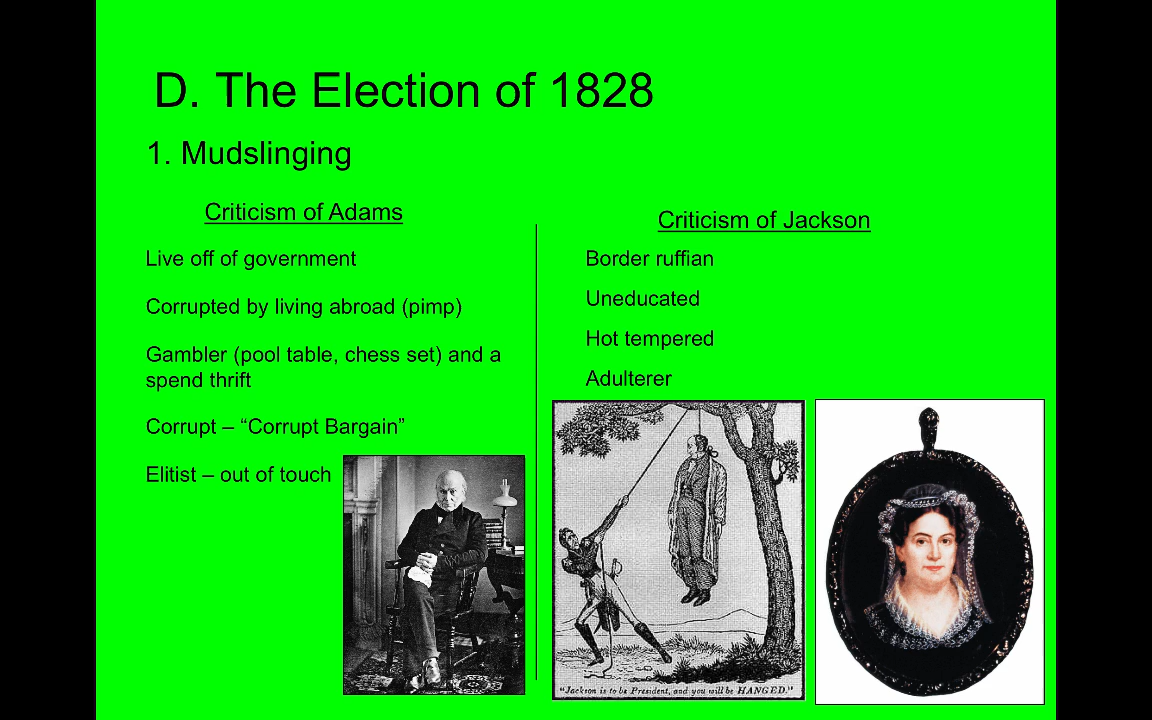 D. The Election of 1828
1. Mudslinging
Criticism of Adams
Live off of government
Corrupted by living abroad (pimp)
Gambler (pool table, chess set) and a
spend thrift
Corrupt – “Corrupt Bargain”
Elitist – out of touch
Criticism of Jackson
Border ruffian
Uneducated
Hot tempered
Adulterer
"Jackson is to be President, and you will be HANGED."